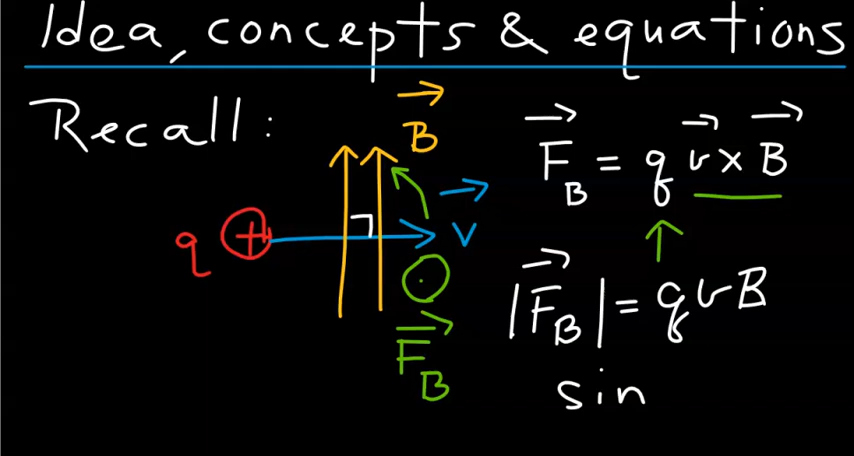 Idea, concepts & equations
Recall:
B
F_B = q v × B
q + v
|F_B| = q v B
F_B
sin